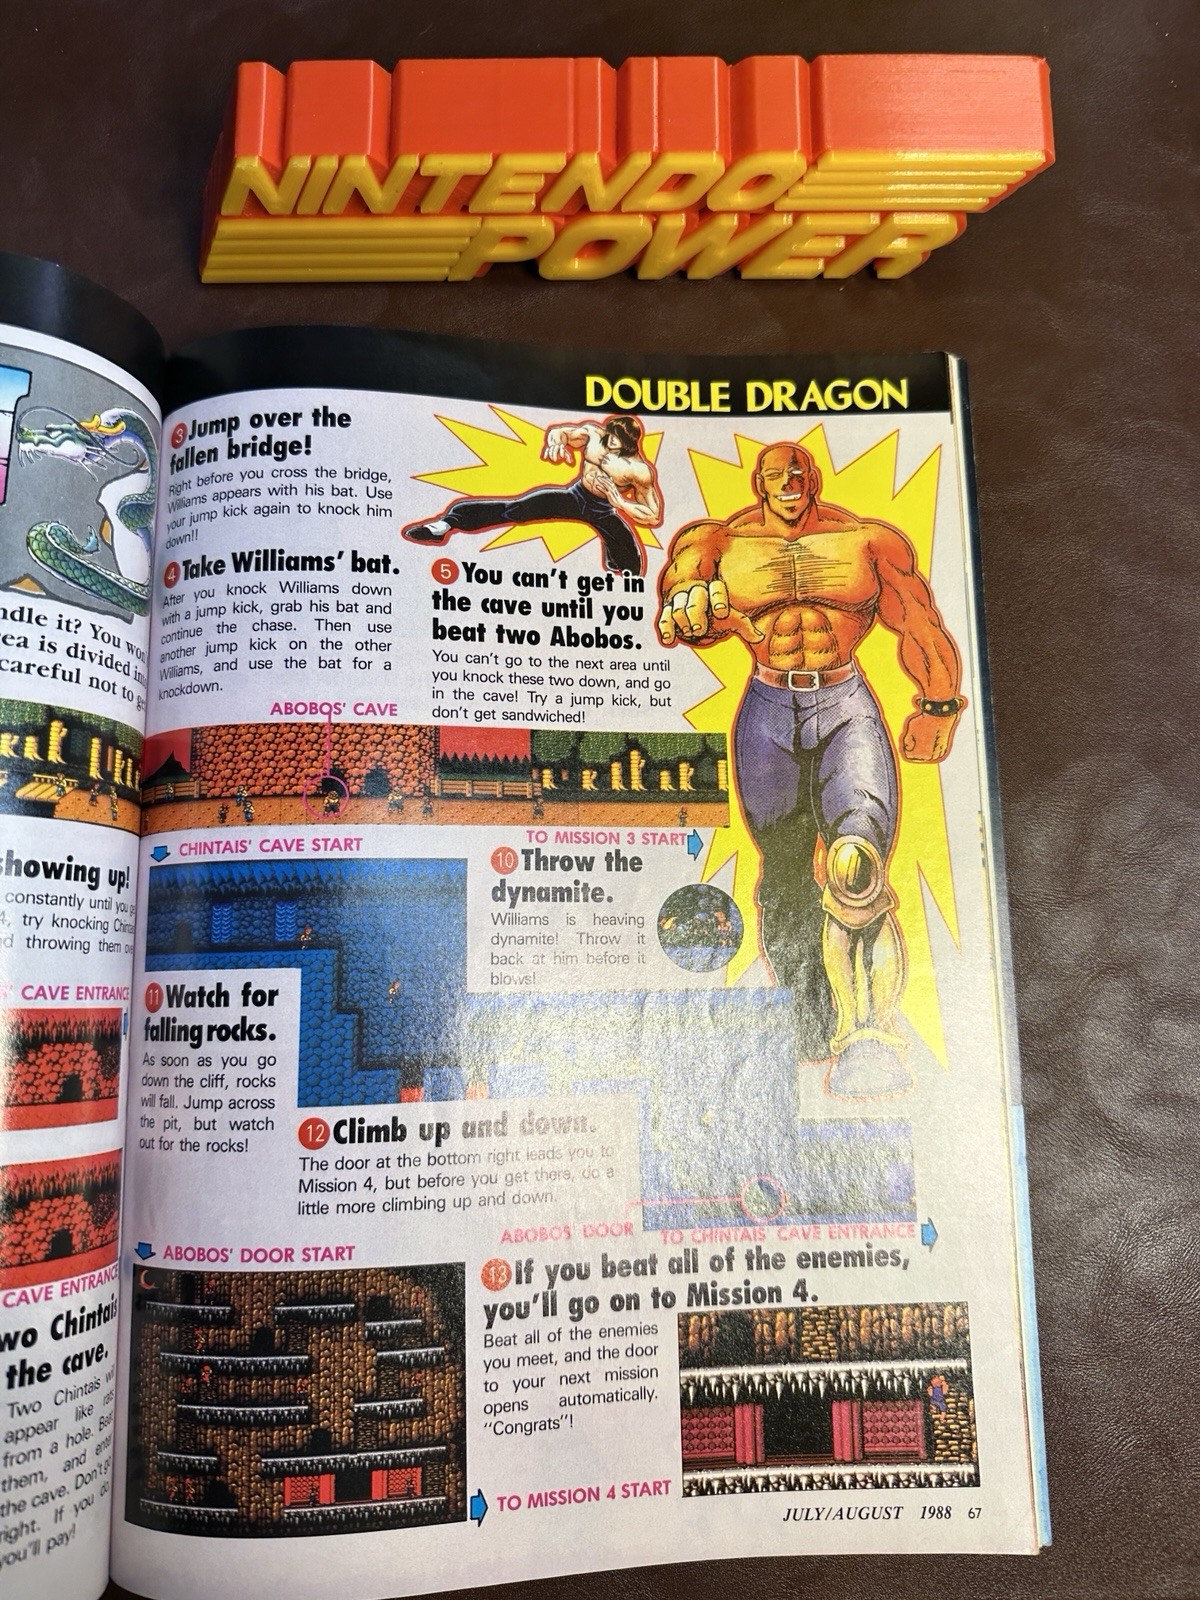 NINTENDO
POWER
DOUBLE DRAGON
ndle it? You
ea is divided
careful not to
showing up!
constantly until you
4, try knocking
d throwing them
CAVE ENTRANCE
CAVE ENTRANCE
wo Chintais
the cave.
Two Chintais
appear like
from a hole.
them, and
the cave. Don't
right. If you do
you'll pay!
3 Jump over the
fallen bridge!
Right before you cross the bridge,
Williams appears with his bat. Use
your jump kick again to knock him
down!!
4 Take Williams' bat.
After you knock Williams down
with a jump kick, grab his bat and
continue the chase. Then use
another jump kick on the other
Williams, and use the bat for a
knockdown.
5 You can't get in
the cave until you
beat two Abobos.
You can't go to the next area until
you knock these two down, and go
in the cave! Try a jump kick, but
don't get sandwiched!
ABOBOS' CAVE
TO MISSION 3 START
CHINTAIS' CAVE START
10 Throw the
dynamite.
Williams is heaving
dynamite! Throw it
back at him before it
blows!
11 Watch for
falling rocks.
As soon as you go
down the cliff, rocks
will fall. Jump across
the pit, but watch
out for the rocks!
12 Climb up and down.
The door at the bottom right leads you to
Mission 4, but before you get there, do a
little more climbing up and down.
ABOBOS' DOOR
TO CHINTAIS' CAVE ENTRANCE
ABOBOS' DOOR START
13 If you beat all of the enemies,
you'll go on to Mission 4.
Beat all of the enemies
you meet, and the door
to your next mission
opens automatically.
"Congrats"!
TO MISSION 4 START
JULY/AUGUST 1988 67